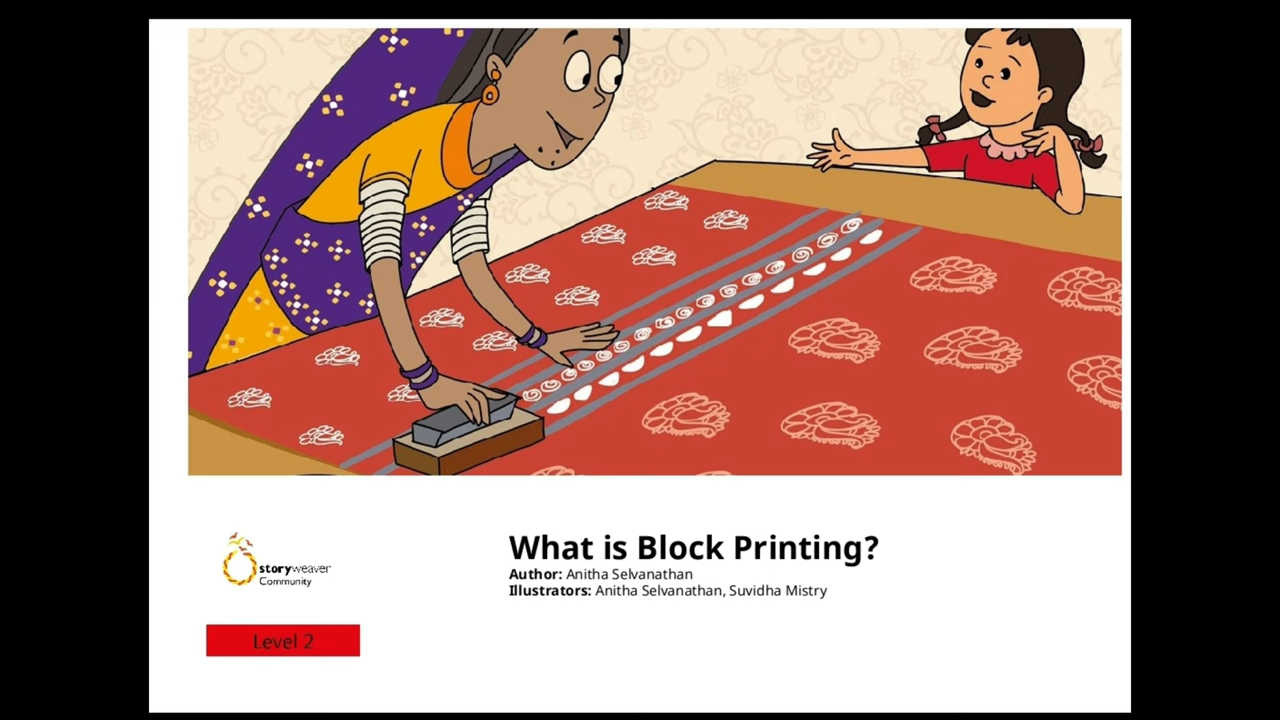 What is Block Printing?
Author: Anitha Selvanathan
Illustrators: Anitha Selvanathan, Suvidha Mistry
storyweaver
Community
Level 2